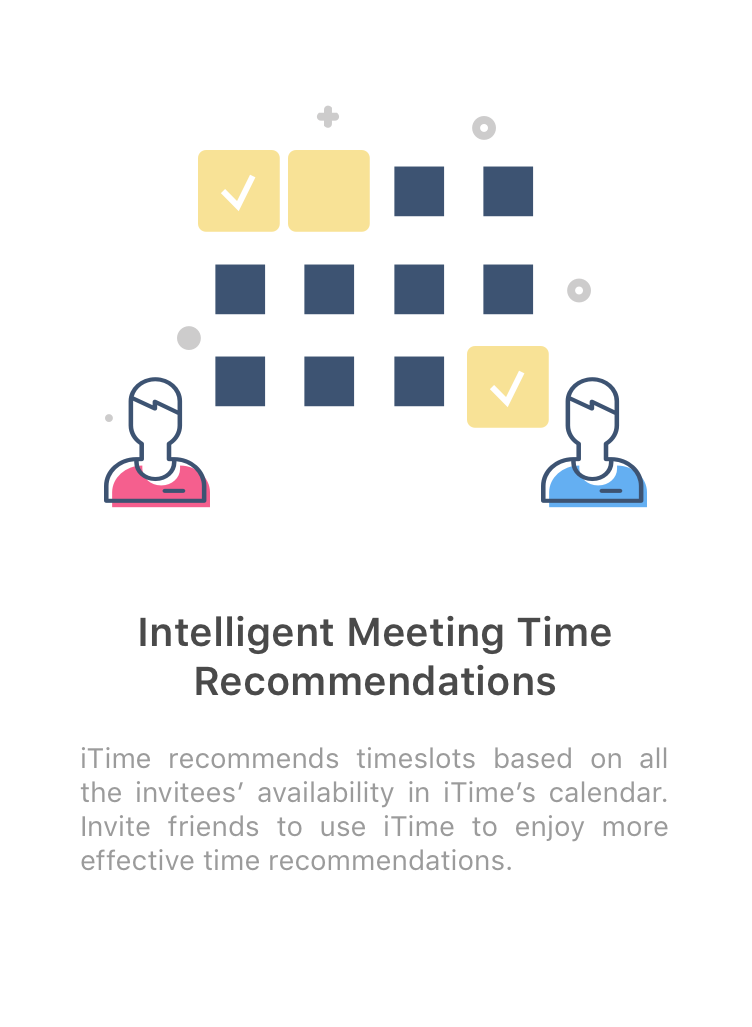 Intelligent Meeting Time
Recommendations
iTime recommends timeslots based on all
the invitees’ availability in iTime’s calendar.
Invite friends to use iTime to enjoy more
effective time recommendations.